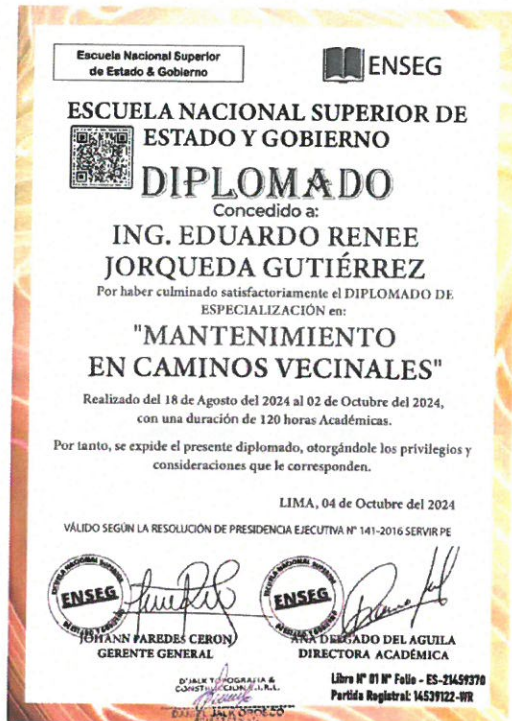 Escuela Nacional Superior
de Estado & Gobierno
ENSEG
ESCUELA NACIONAL SUPERIOR DE
ESTADO Y GOBIERNO
DIPLOMADO
Concedido a:
ING. EDUARDO RENEE
JORQUEDA GUTIÉRREZ
Por haber culminado satisfactoriamente el DIPLOMADO DE
ESPECIALIZACIÓN en:
"MANTENIMIENTO
EN CAMINOS VECINALES"
Realizado del 18 de Agosto del 2024 al 02 de Octubre del 2024,
con una duración de 120 horas Académicas.
Por tanto, se expide el presente diplomado, otorgándole los privilegios y
consideraciones que le corresponden.
LIMA, 04 de Octubre del 2024
VÁLIDO SEGÚN LA RESOLUCIÓN DE PRESIDENCIA EJECUTIVA Nº 141-2016 SERVIR PE
ENSEG
ENSEG
JOHANN PAREDES CERON
GERENTE GENERAL
ANA DELGADO DEL AGUILA
DIRECTORA ACADÉMICA
D'JALK TOPOGRAFIA &
CONSTRUCCION E.I.R.L.
Libro Nº 01 Nº Folio - ES-21459370
Partida Registral: 14539122-WR